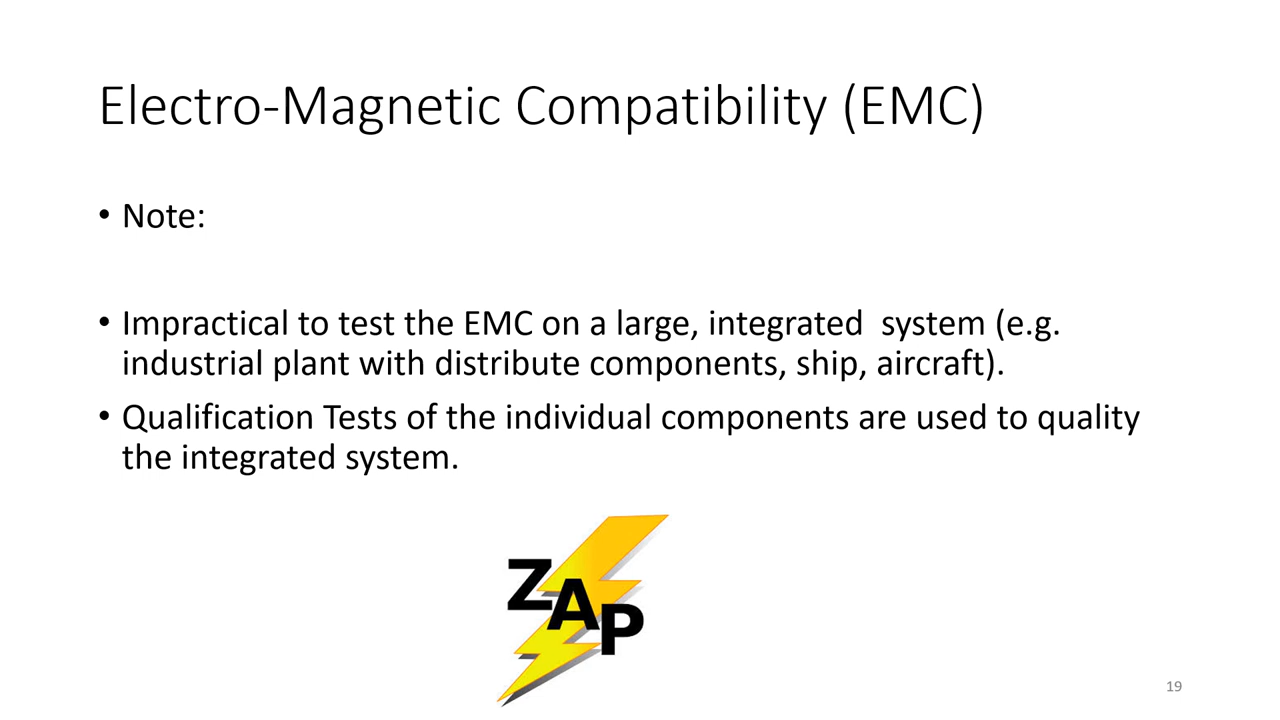 Electro-Magnetic Compatibility (EMC)
• Note:
• Impractical to test the EMC on a large, integrated  system (e.g.
industrial plant with distribute components, ship, aircraft).
• Qualification Tests of the individual components are used to quality
the integrated system.
ZAP
19